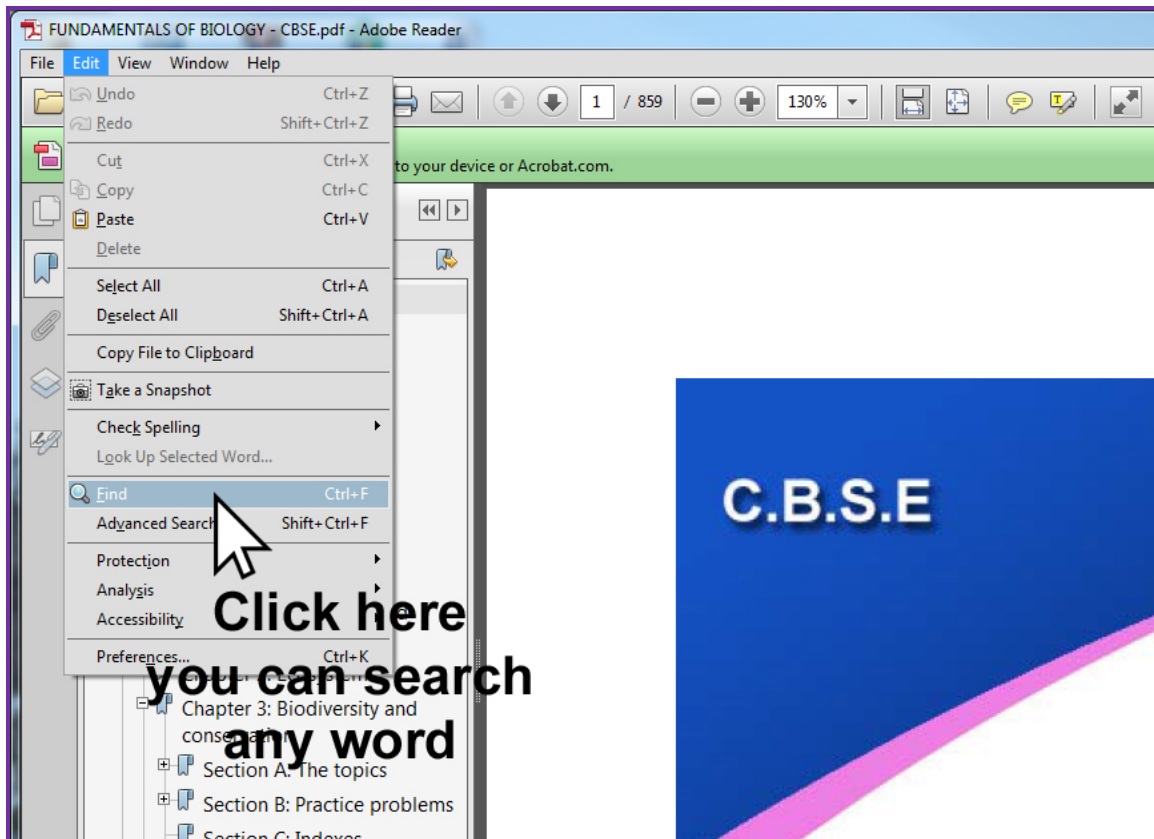 FUNDAMENTALS OF BIOLOGY - CBSE.pdf - Adobe Reader
File Edit View Window Help
Undo Ctrl+Z
1 / 859 130%
Redo Shift+Ctrl+Z
Cut Ctrl+X
to your device or Acrobat.com.
Copy Ctrl+C
Paste Ctrl+V
Delete
Select All Ctrl+A
Deselect All Shift+Ctrl+A
Copy File to Clipboard
Take a Snapshot
Check Spelling
Look Up Selected Word...
Find Ctrl+F
Advanced Search Shift+Ctrl+F
Protection
Analysis
Accessibility
Preferences... Ctrl+K
Click here
you can search
any word
Chapter 3: Biodiversity and
conservation
Section A: The topics
Section B: Practice problems
Section C: Indexes
C.B.S.E